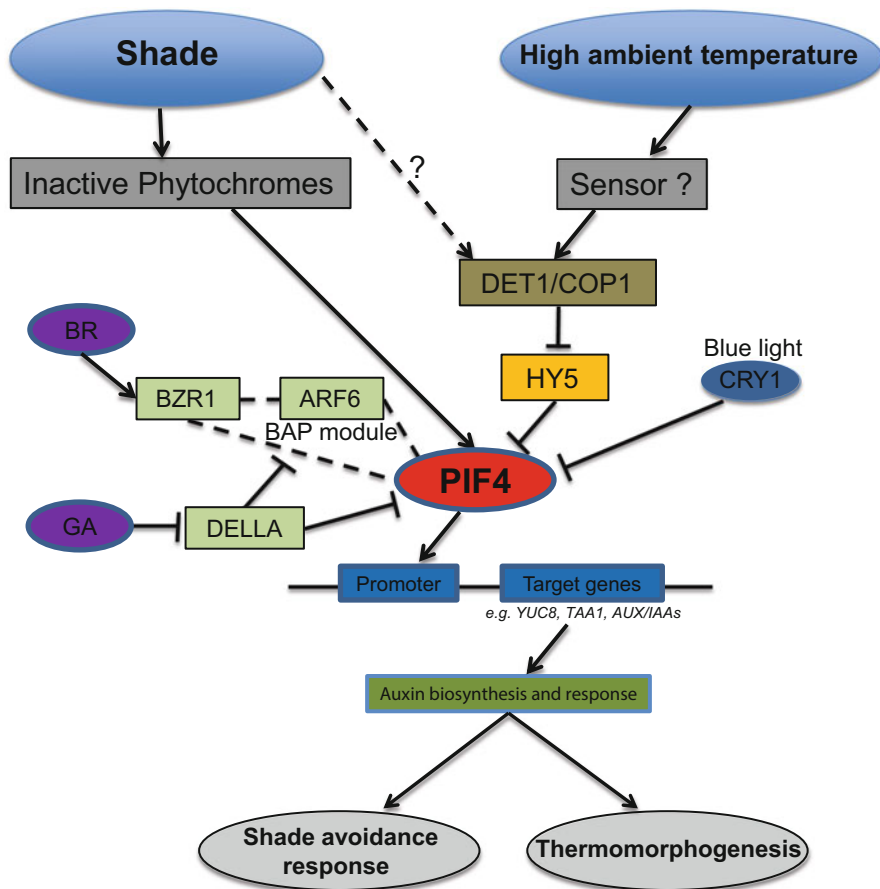 Shade
High ambient temperature
?
Inactive Phytochromes
Sensor ?
DET1/COP1
BR
Blue light
HY5
CRY1
BZR1
ARF6
BAP module
PIF4
GA
DELLA
Promoter
Target genes
e.g. YUC8, TAA1, AUX/IAAs
Auxin biosynthesis and response
Shade avoidance
response
Thermomorphogenesis